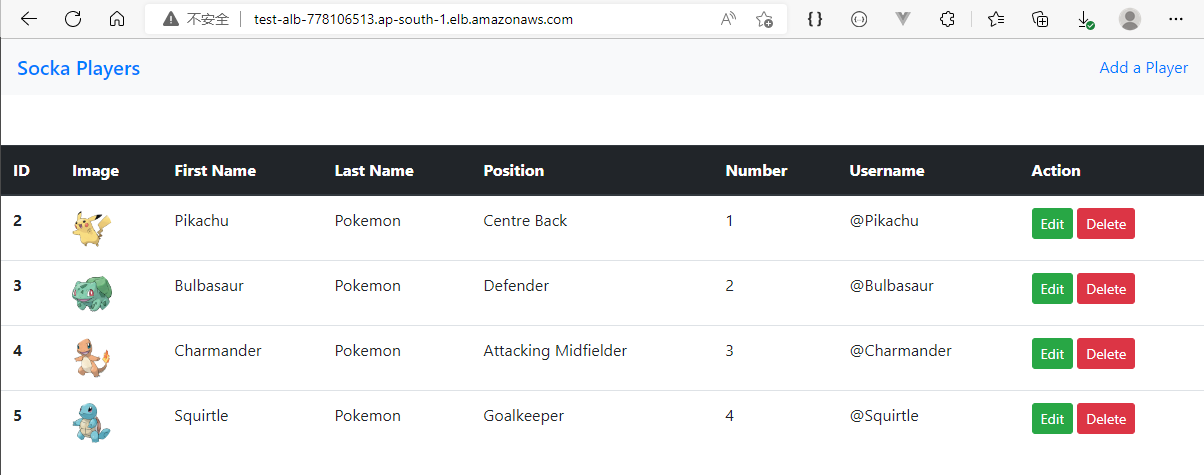 不安全 | test-alb-778106513.ap-south-1.elb.amazonaws.com
Socka Players Add a Player
ID Image First Name Last Name Position Number Username Action
2 Pikachu Pokemon Centre Back 1 @Pikachu Edit Delete
3 Bulbasaur Pokemon Defender 2 @Bulbasaur Edit Delete
4 Charmander Pokemon Attacking Midfielder 3 @Charmander Edit Delete
5 Squirtle Pokemon Goalkeeper 4 @Squirtle Edit Delete